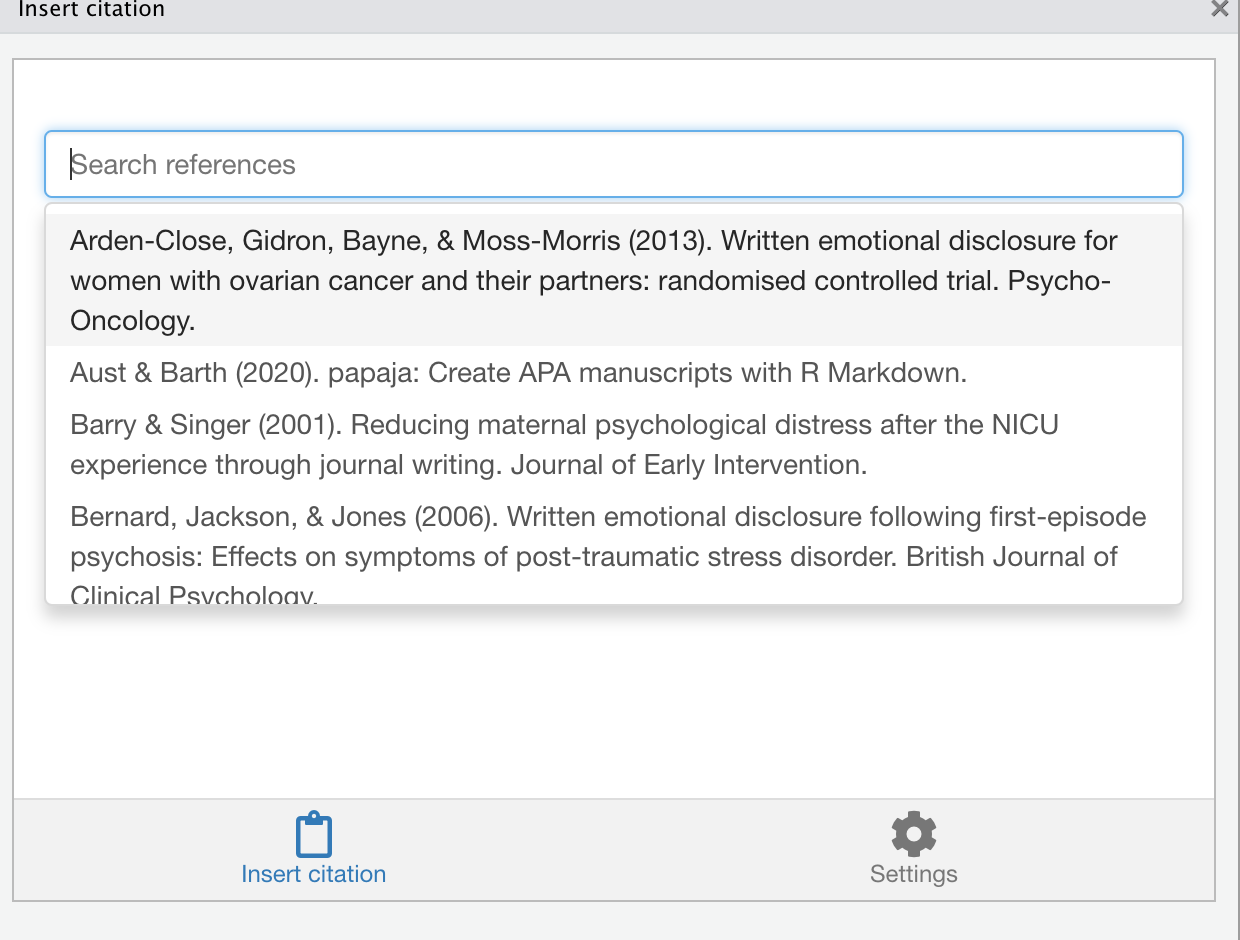 Insert citation
Search references
Arden-Close, Gidron, Bayne, & Moss-Morris (2013). Written emotional disclosure for
women with ovarian cancer and their partners: randomised controlled trial. Psycho-
Oncology.
Aust & Barth (2020). papaja: Create APA manuscripts with R Markdown.
Barry & Singer (2001). Reducing maternal psychological distress after the NICU
experience through journal writing. Journal of Early Intervention.
Bernard, Jackson, & Jones (2006). Written emotional disclosure following first-episode
psychosis: Effects on symptoms of post-traumatic stress disorder. British Journal of
Clinical Psychology.
Insert citation
Settings